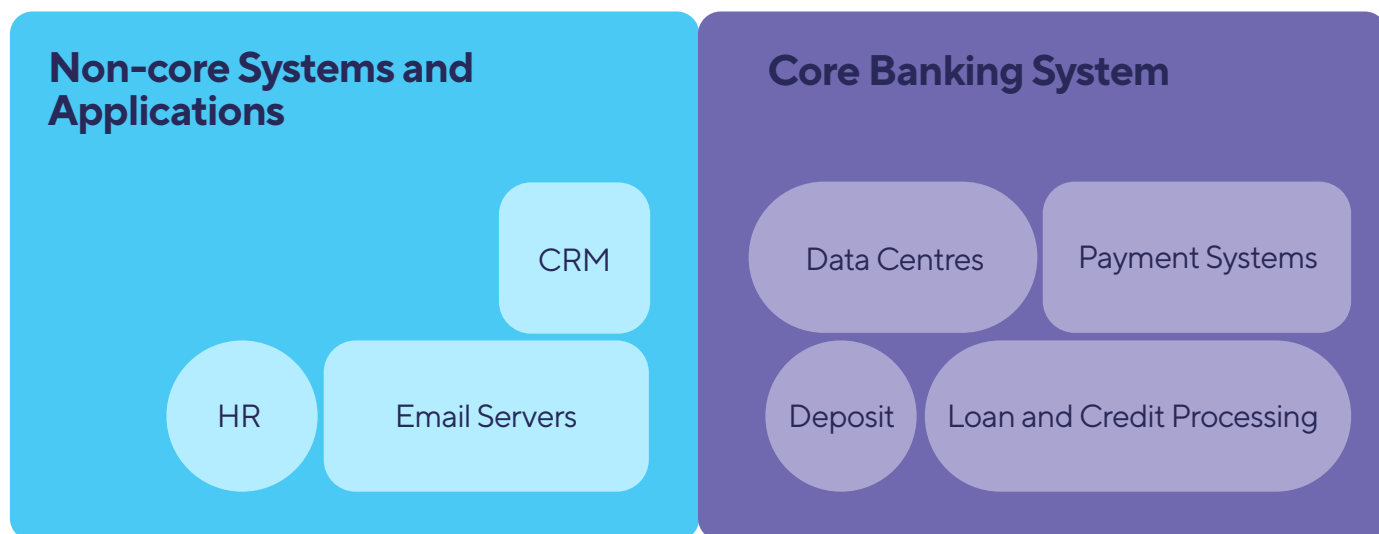 Non-core Systems and
Applications
CRM
HR
Email Servers
Core Banking System
Data Centres
Payment Systems
Deposit
Loan and Credit Processing